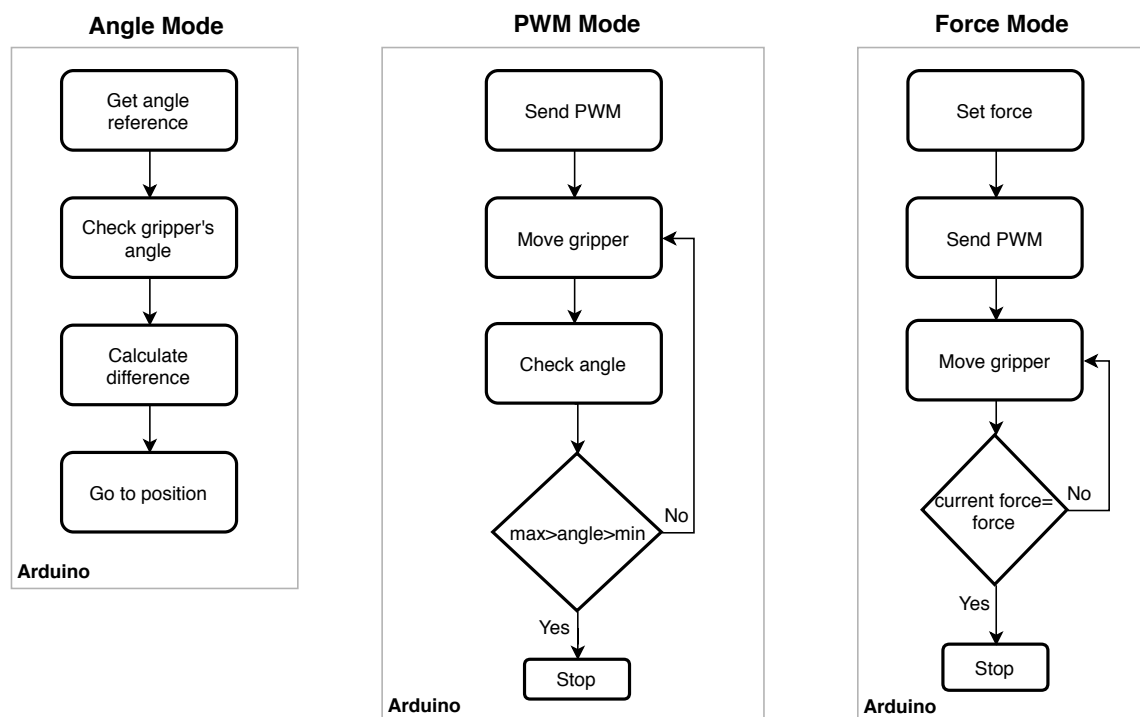 Angle Mode
Get angle
reference
Check gripper's
angle
Calculate
difference
Go to position
Arduino
PWM Mode
Send PWM
Move gripper
Check angle
max>angle>min
No
Yes
Stop
Arduino
Force Mode
Set force
Send PWM
Move gripper
current force=
force
No
Yes
Stop
Arduino